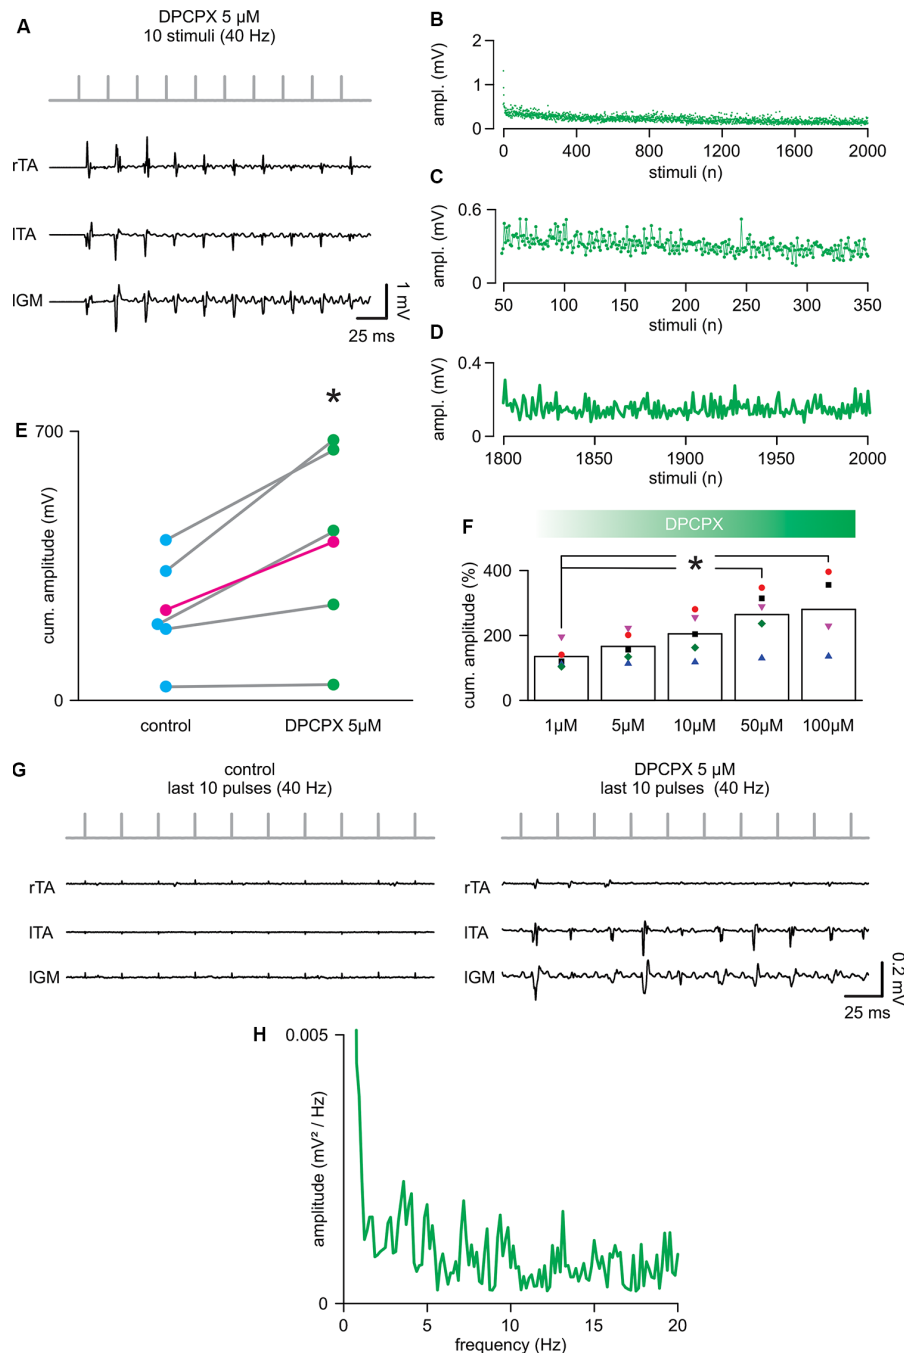 A
DPCPX 5 µM
10 stimuli (40 Hz)
rTA
lTA
lGM
1 mV
25 ms
B
ampl. (mV)
2
1
0
0 400 800 1200 1600 2000
stimuli (n)
C
ampl. (mV)
0.6
0
50 100 150 200 250 300 350
stimuli (n)
D
ampl. (mV)
0.4
0
1800 1850 1900 1950 2000
stimuli (n)
E
cum. amplitude (mV)
700
0
*
control DPCPX 5µM
F
DPCPX
cum. amplitude (%)
400
200
0
*
1µM 5µM 10µM 50µM 100µM
G
control
last 10 pulses (40 Hz)
rTA
lTA
lGM
DPCPX 5 µM
last 10 pulses (40 Hz)
rTA
lTA
lGM
0.2 mV
25 ms
H
amplitude (mV² / Hz)
0.005
0
0 5 10 15 20
frequency (Hz)